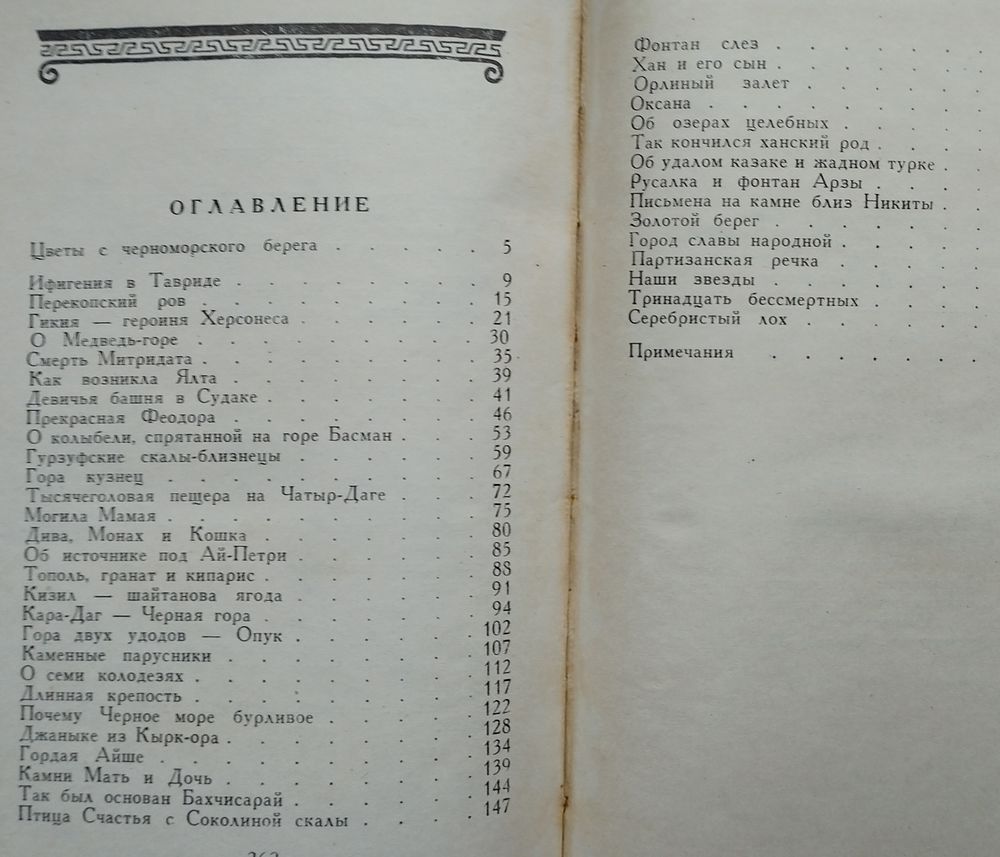 ОГЛАВЛЕНИЕ
Цветы с черноморского берега . . . . . 5
Ифигения в Тавриде . . . . . . . 9
Перекопский ров . . . . . . . . 15
Гикия — героиня Херсонеса . . . . . . 21
О Медведь-горе . . . . . . . . 30
Смерть Митридата . . . . . . . . 35
Как возникла Ялта . . . . . . . 39
Девичья башня в Судаке . . . . . . . 41
Прекрасная Феодора . . . . . . . 46
О колыбели, спрятанной на горе Басман . . . 53
Гурзуфские скалы-близнецы . . . . . . 59
Гора кузнец . . . . . . . . . 67
Тысячеголовая пещера на Чатыр-Даге . . . 72
Могила Мамая . . . . . . . . . 75
Дива, Монах и Кошка . . . . . . . 80
Об источнике под Ай-Петри . . . . . . 85
Тополь, гранат и кипарис . . . . . . . 88
Кизил — шайтанова ягода . . . . . . 91
Кара-Даг — Черная гора . . . . . . . 94
Гора двух удодов — Опук . . . . . . 102
Каменные парусники . . . . . . . . 107
О семи колодезях . . . . . . . . 112
Длинная крепость . . . . . . . . 117
Почему Черное море бурливое . . . . . 122
Джаныке из Кырк-ора . . . . . . . . 128
Гордая Айше . . . . . . . . . 134
Камни Мать и Дочь . . . . . . . . 139
Так был основан Бахчисарай . . . . . . 144
Птица Счастья с Соколиной скалы . . . . 147
Фонтан слез . . . . . .
Хан и его сын . . . . . .
Орлиный залет . . . . .
Оксана . . . . . . .
Об озерах целебных . . . .
Так кончился ханский род . . . .
Об удалом казаке и жадном турке . .
Русалка и фонтан Арзы . . . .
Письмена на камне близ Никиты . .
Золотой берег . . . . . .
Город славы народной . . . . .
Партизанская речка . . . . .
Наши звезды . . . . . .
Тринадцать бессмертных . . . .
Серебристый лох . . . . . .
Примечания . . . . . . .